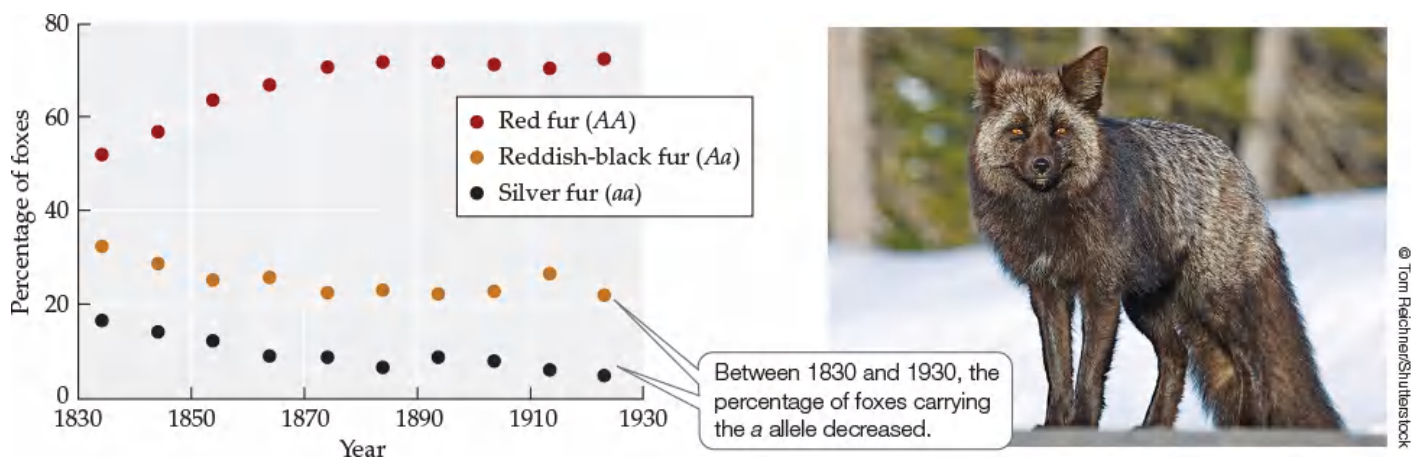 80
60
40
20
0
Percentage of foxes
1830
1850
1870
1890
1910
1930
Year
Red fur (AA)
Reddish-black fur (Aa)
Silver fur (aa)
Between 1830 and 1930, the
percentage of foxes carrying
the a allele decreased.
© Tom Reichner/Shutterstock